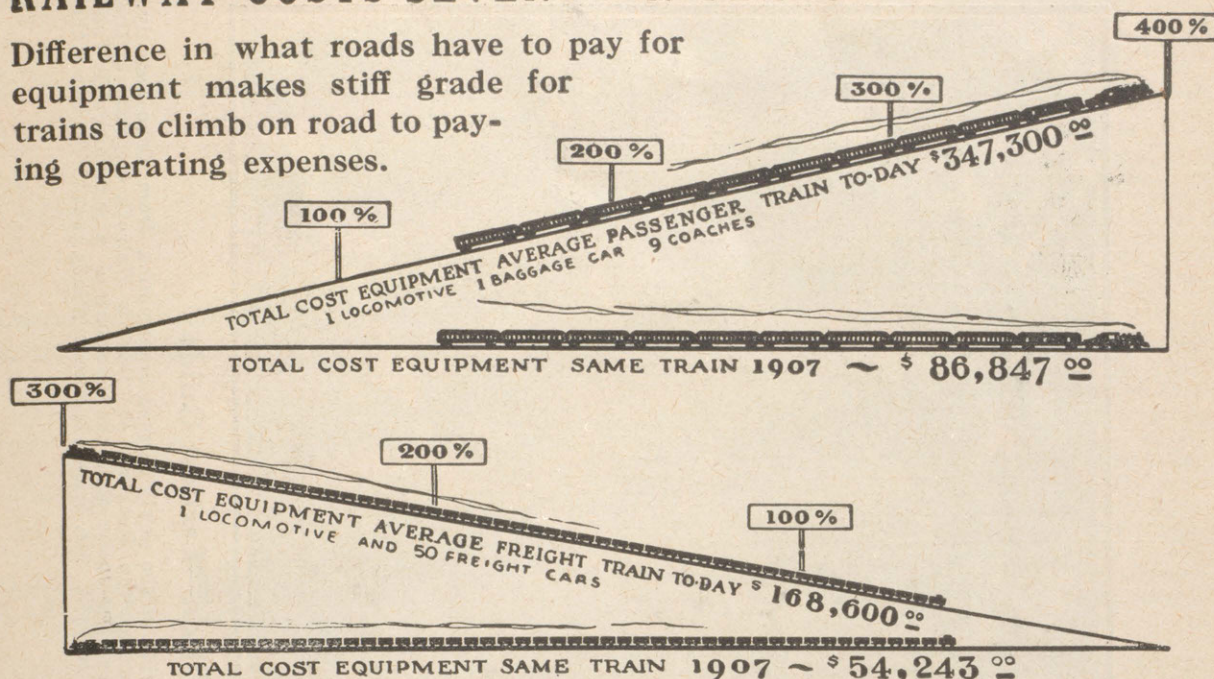 RAILWAY COSTS
Difference in what roads have to pay for
equipment makes stiff grade for
trains to climb on road to pay-
ing operating expenses.
400 %
300 %
200 %
100 %
TOTAL COST EQUIPMENT AVERAGE PASSENGER TRAIN TO-DAY $347,300 00
1 LOCOMOTIVE 1 BAGGAGE CAR 9 COACHES
TOTAL COST EQUIPMENT SAME TRAIN 1907 ~ $ 86,847 00
300 %
200 %
100 %
TOTAL COST EQUIPMENT AVERAGE FREIGHT TRAIN TO-DAY $ 168,600 00
1 LOCOMOTIVE AND 50 FREIGHT CARS
TOTAL COST EQUIPMENT SAME TRAIN 1907 ~ $ 54,243 00